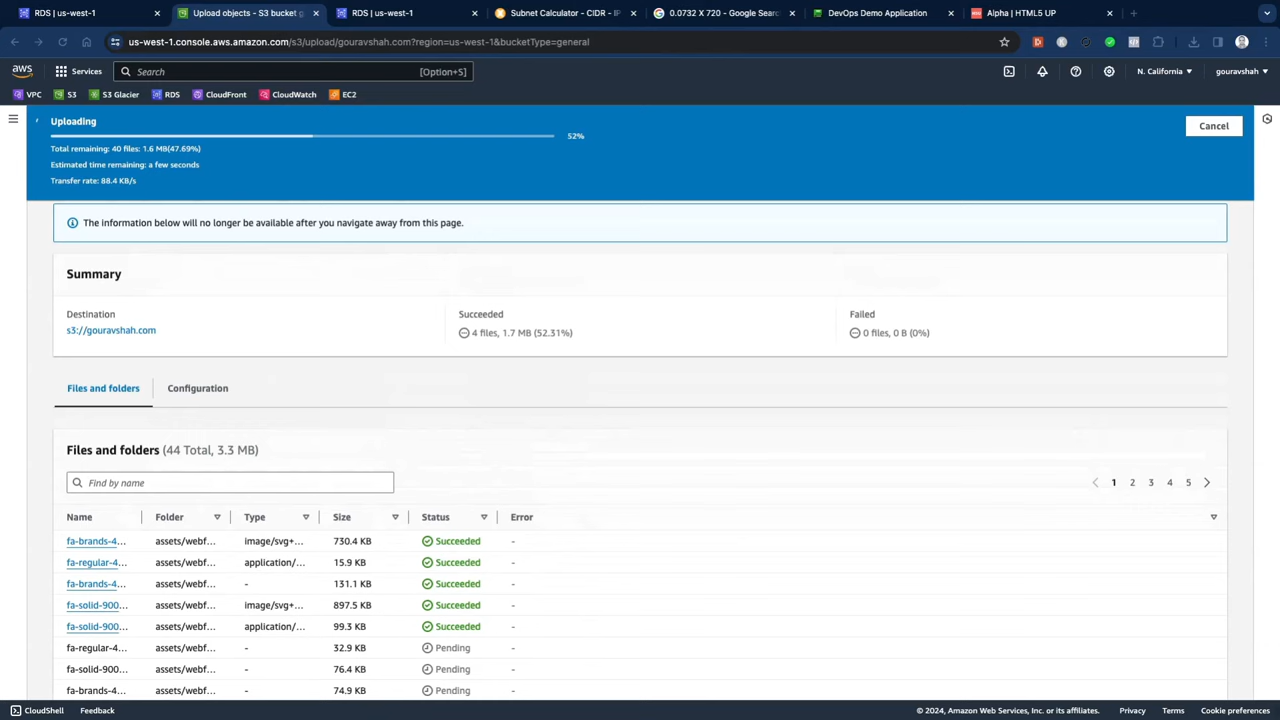 RDS | us-west-1
Upload objects - S3 bucket g
RDS | us-west-1
Subnet Calculator - CIDR - IP
0.0732 X 720 - Google Searc
DevOps Demo Application
Alpha | HTML5 UP
us-west-1.console.aws.amazon.com/s3/upload/gouravshah.com?region=us-west-1&bucketType=general
aws Services Search [Option+S] N. California gouravshah
VPC S3 S3 Glacier RDS CloudFront CloudWatch EC2
Uploading
52%
Cancel
Total remaining: 40 files: 1.6 MB(47.69%)
Estimated time remaining: a few seconds
Transfer rate: 88.4 KB/s
The information below will no longer be available after you navigate away from this page.
Summary
Destination Succeeded Failed
s3://gouravshah.com 4 files, 1.7 MB (52.31%) 0 files, 0 B (0%)
Files and folders Configuration
Files and folders (44 Total, 3.3 MB)
Find by name 1 2 3 4 5
Name Folder Type Size Status Error
fa-brands-4... assets/webf... image/svg+... 730.4 KB Succeeded -
fa-regular-4... assets/webf... application/... 15.9 KB Succeeded -
fa-brands-4... assets/webf... - 131.1 KB Succeeded -
fa-solid-900... assets/webf... image/svg+... 897.5 KB Succeeded -
fa-solid-900... assets/webf... application/... 99.3 KB Succeeded -
fa-regular-4... assets/webf... - 32.9 KB Pending -
fa-solid-900... assets/webf... - 76.4 KB Pending -
fa-brands-4... assets/webf... - 74.9 KB Pending -
CloudShell Feedback © 2024, Amazon Web Services, Inc. or its affiliates. Privacy Terms Cookie preferences